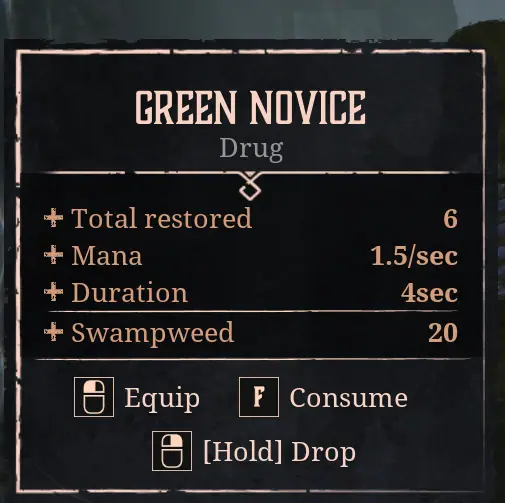 GREEN NOVICE
Drug
Total restored 6
Mana 1.5/sec
Duration 4sec
Swampweed 20
Equip F Consume
[Hold] Drop